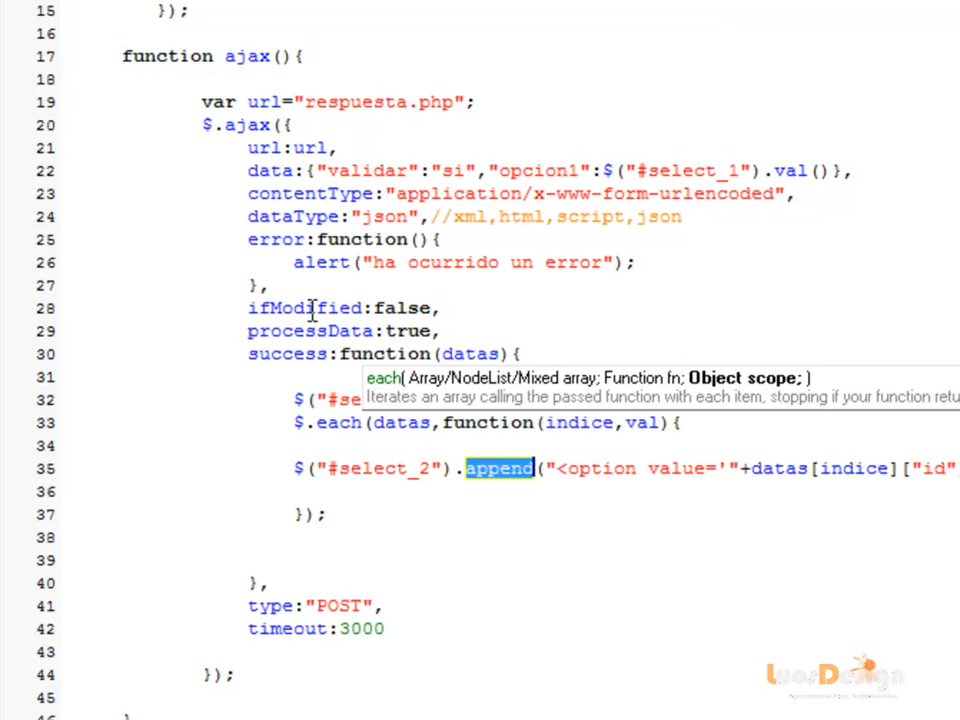 15 });
16
17 function ajax(){
18
19 var url="respuesta.php";
20 $.ajax({
21 url:url,
22 data:{"validar":"si","opcion1":$("#select_1").val()},
23 contentType:"application/x-www-form-urlencoded",
24 dataType:"json",//xml,html,script,json
25 error:function(){
26 alert("ha ocurrido un error");
27 },
28 ifModified:false,
29 processData:true,
30 success:function(datas){
31
each( Array/NodeList/Mixed array; Function fn; Object scope; )
Iterates an array calling the passed function with each item, stopping if your function retu
32 $("#se
33 $.each(datas,function(indice,val){
34
35 $("#select_2").append("<option value='"+datas[indice]["id"
36
37 });
38
39
40 },
41 type:"POST",
42 timeout:3000
43
44 });
45
46 }
LuosDesign